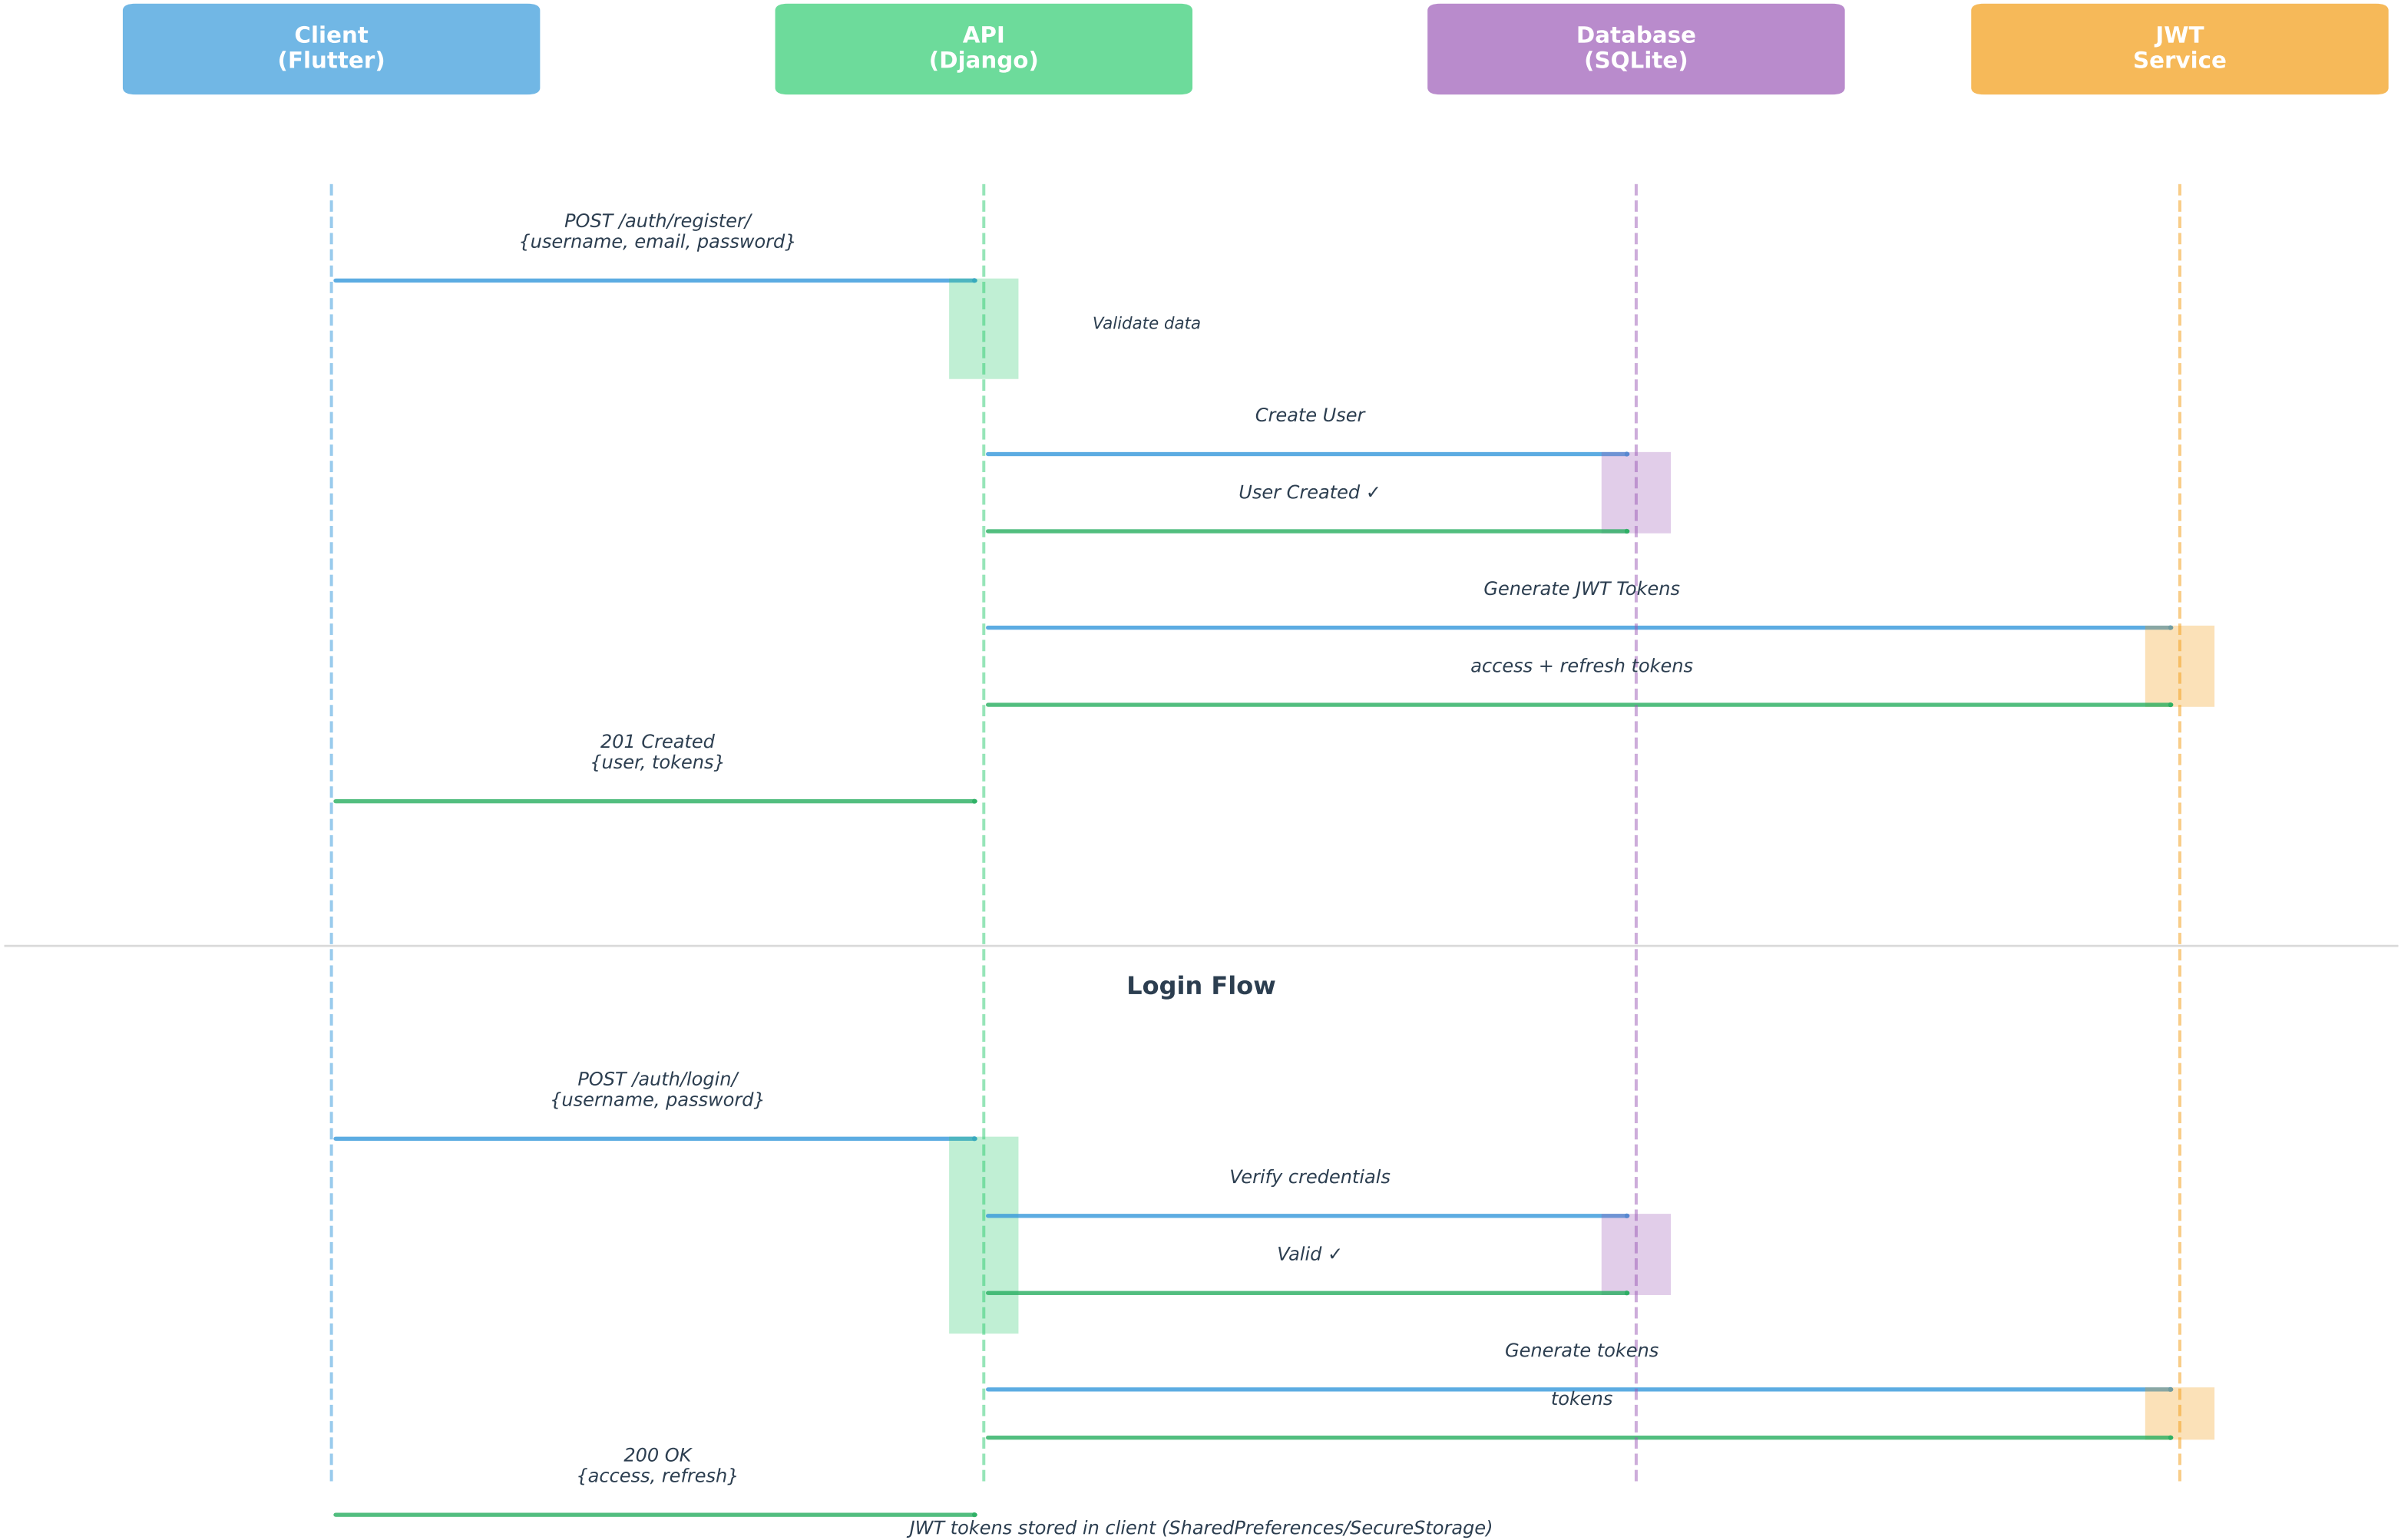 Client
(Flutter)
API
(Django)
Database
(SQLite)
JWT
Service
POST /auth/register/
{username, email, password}
Validate data
Create User
User Created ✓
Generate JWT Tokens
access + refresh tokens
201 Created
{user, tokens}
Login Flow
POST /auth/login/
{username, password}
Verify credentials
Valid ✓
Generate tokens
tokens
200 OK
{access, refresh}
JWT tokens stored in client (SharedPreferences/SecureStorage)